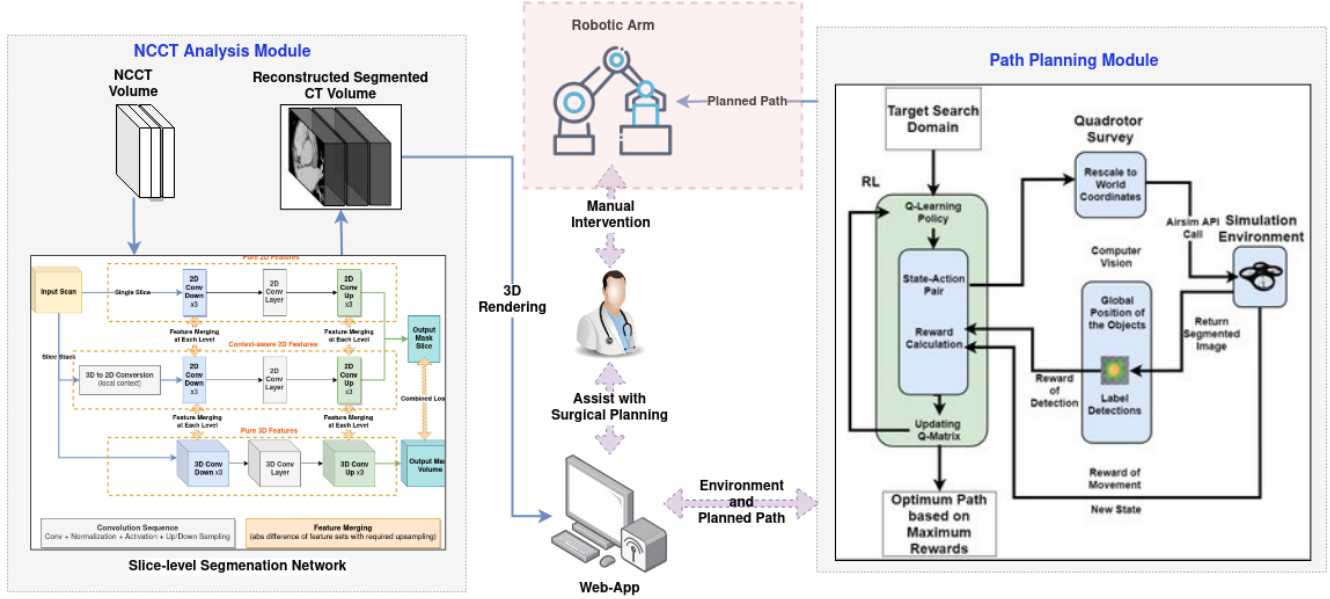 NCCT Analysis Module
NCCT
Volume
Reconstructed Segmented
CT Volume
Pure 2D Features
Input Scan
Single Slice
2D
Conv
Down
x3
2D
Conv
Layer
2D
Conv
Up
x3
Feature Merging
at Each Level
Feature Merging
at Each Level
Output
Mask
Slice
Context-aware 2D Features
Slice Stack
3D to 2D Conversion
(local context)
2D
Conv
Down
x3
2D
Conv
Layer
2D
Conv
Up
x3
Combined Los
Feature Merging
at Each Level
Feature Merging
at Each Level
Pure 3D Features
3D Conv
Down x3
3D Conv
Layer
3D Conv
Up x3
Output Mas
Volume
Convolution Sequence
Conv + Normalization + Activation + Up/Down Sampling
Feature Merging
(abs difference of feature sets with required upsampling)
Slice-level Segmenation Network
3D
Rendering
Robotic Arm
Planned Path
Manual
Intervention
Assist with
Surgical Planning
Web-App
Environment
and
Planned Path
Path Planning Module
Target Search
Domain
RL
Q-Learning
Policy
State-Action
Pair
Reward
Calculation
Updating
Q-Matrix
Optimum Path
based on
Maximum
Rewards
Quadrotor
Survey
Rescale to
World
Coordinates
Airsim API
Call
Simulation
Environment
Computer
Vision
Global
Position of
the Objects
Label
Detections
Return
Segmented
Image
Reward
of
Detection
Reward of
Movement
New State